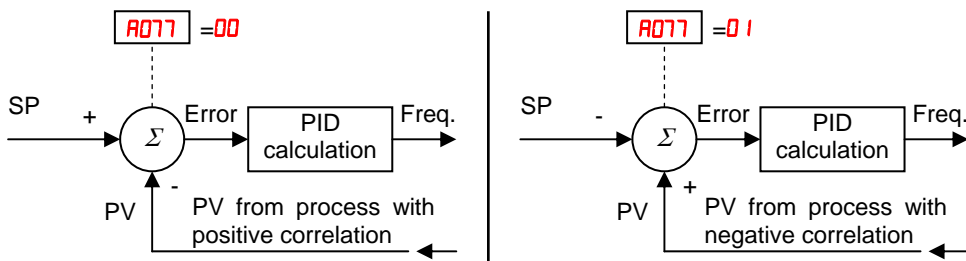 A077 =00
SP
+
Σ
Error
PID
calculation
Freq.
-
PV
PV from process with
positive correlation
A077 =01
SP
-
Σ
Error
PID
calculation
Freq.
+
PV
PV from process with
negative correlation